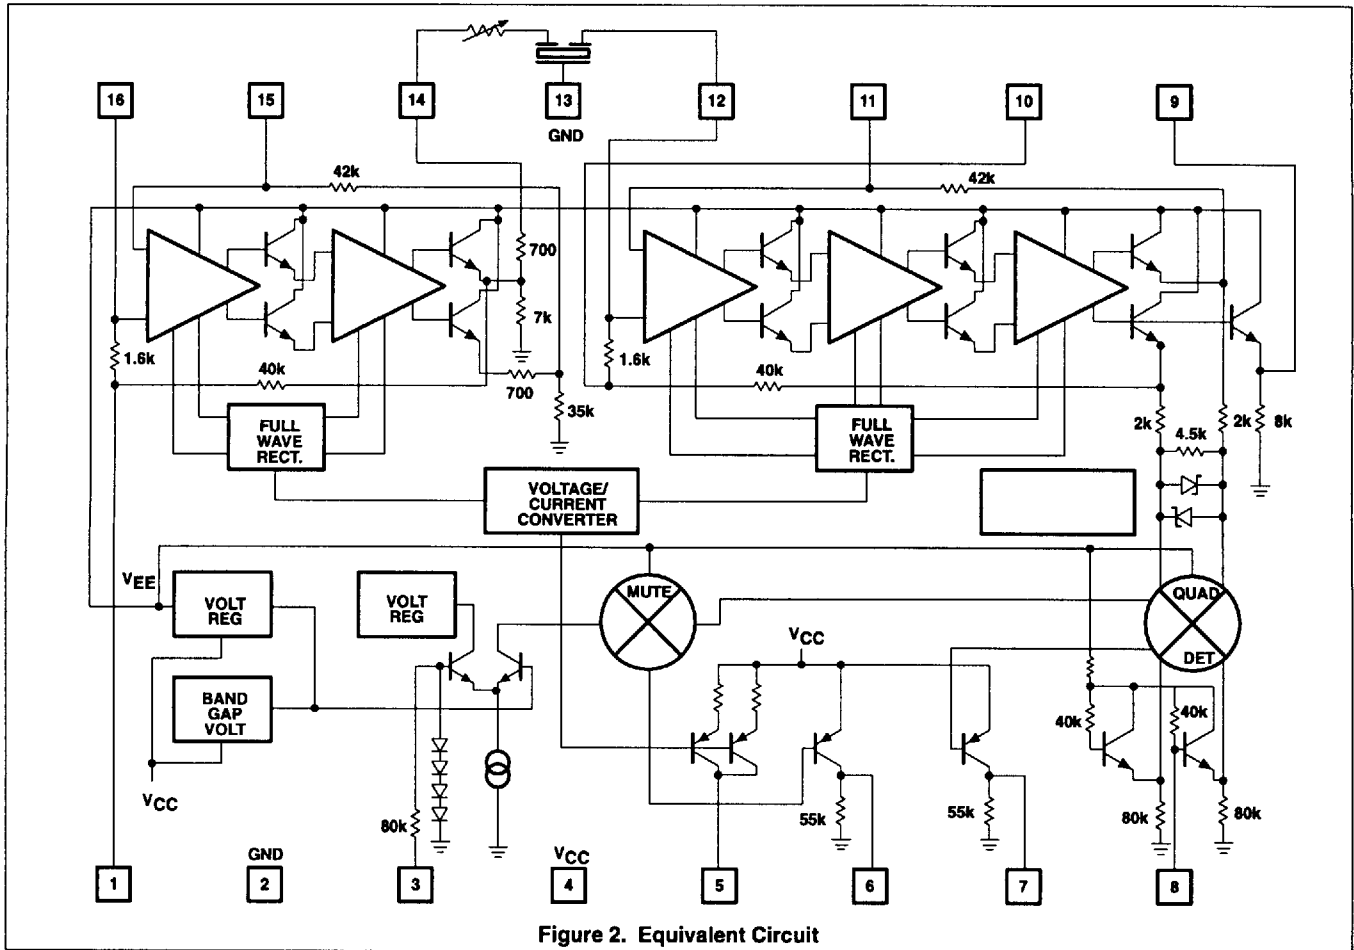 16
15
14
13
12
11
10
9
GND
42k
42k
700
7k
1.6k
40k
700
35k
1.6k
40k
2k
2k
8k
4.5k
FULL
WAVE
RECT.
FULL
WAVE
RECT.
VOLTAGE/
CURRENT
CONVERTER
VEE
VOLT
REG
VOLT
REG
MUTE
QUAD
DET
VCC
BAND
GAP
VOLT
VCC
40k
40k
80k
55k
55k
80k
80k
GND
VCC
1
2
3
4
5
6
7
8
Figure 2. Equivalent Circuit